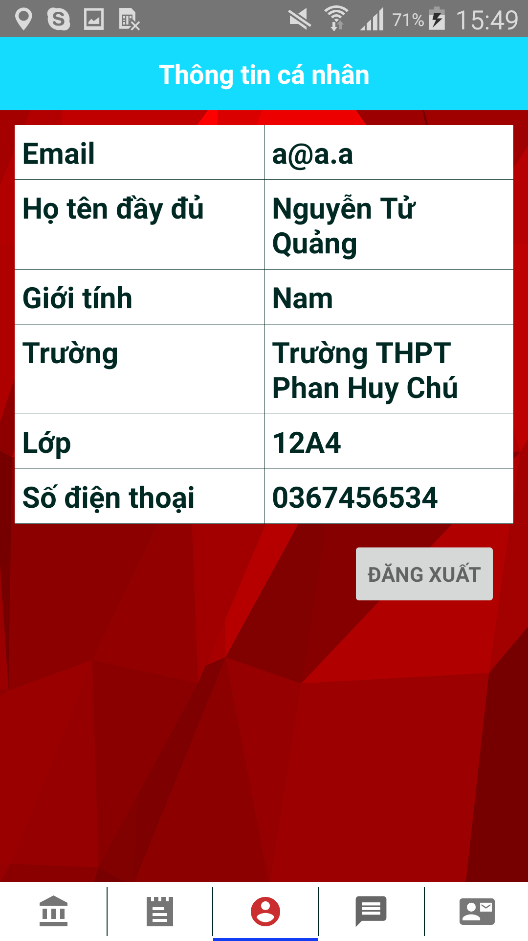 71% 15:49
Thông tin cá nhân
Email a@a.a
Họ tên đầy đủ Nguyễn Tử
Quảng
Giới tính Nam
Trường Trường THPT
Phan Huy Chú
Lớp 12A4
Số điện thoại 0367456534
ĐĂNG XUẤT